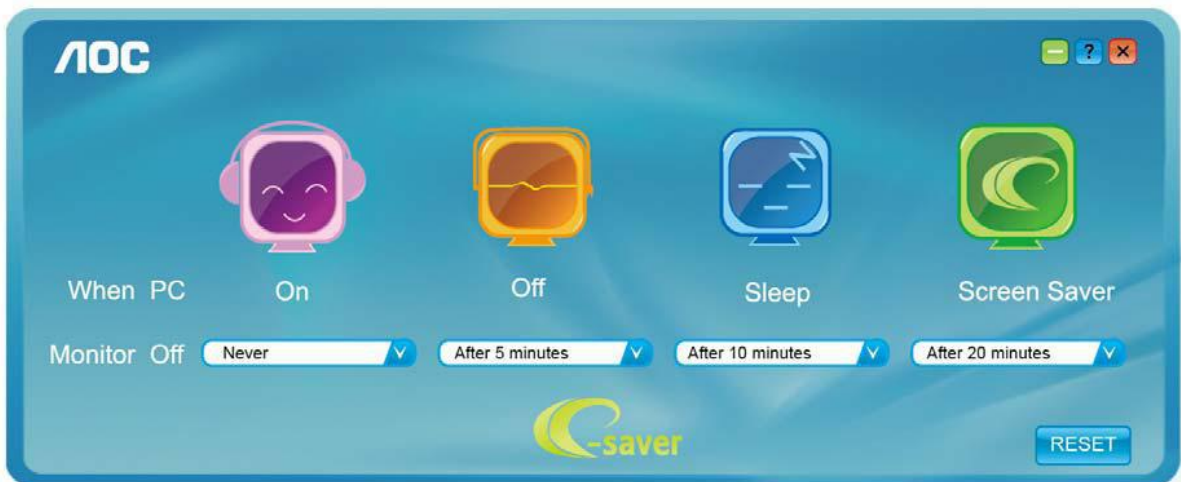 AOC
?
When PC On Off Sleep Screen Saver
Monitor Off Never After 5 minutes After 10 minutes After 20 minutes
e-saver
RESET